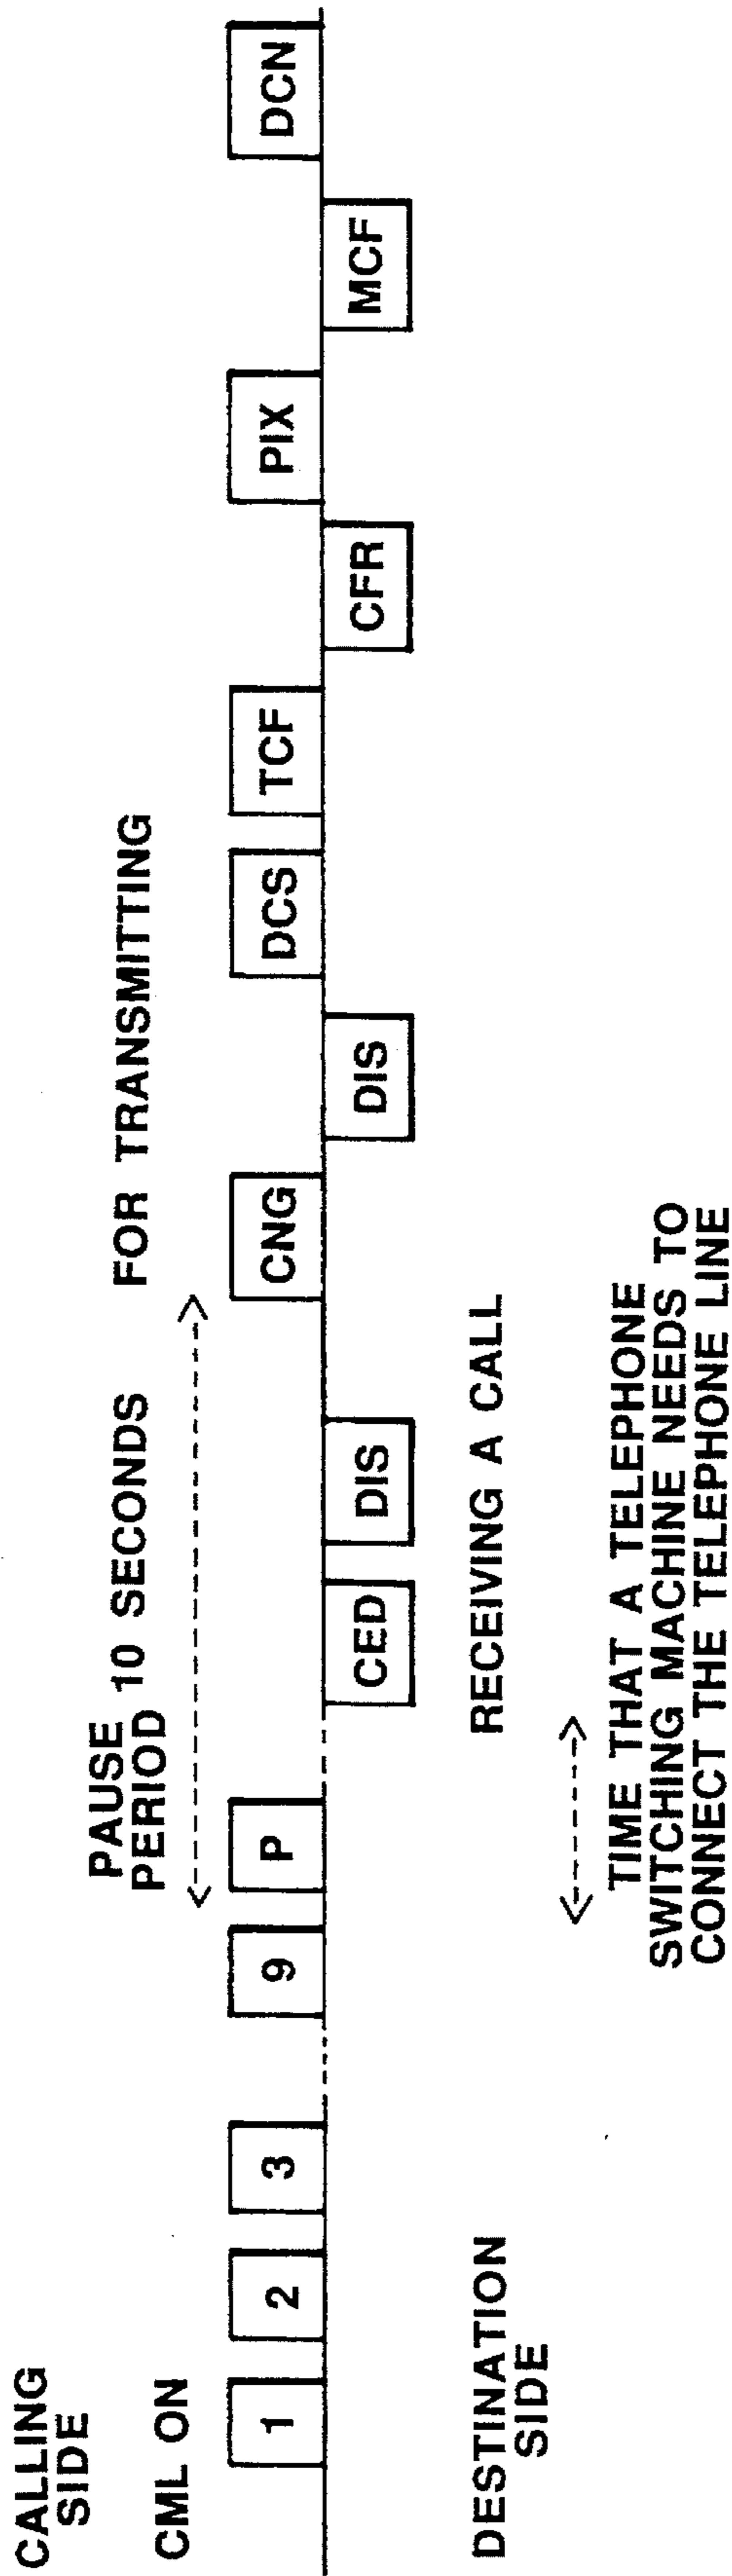 CALLING
SIDE
CML ON
PAUSE
PERIOD
10 SECONDS
FOR TRANSMITTING
1
2
3
9
P
CED
DIS
CNG
DIS
DCS
TCF
CFR
PIX
MCF
DCN
DESTINATION
SIDE
RECEIVING A CALL
TIME THAT A TELEPHONE
SWITCHING MACHINE NEEDS TO
CONNECT THE TELEPHONE LINE